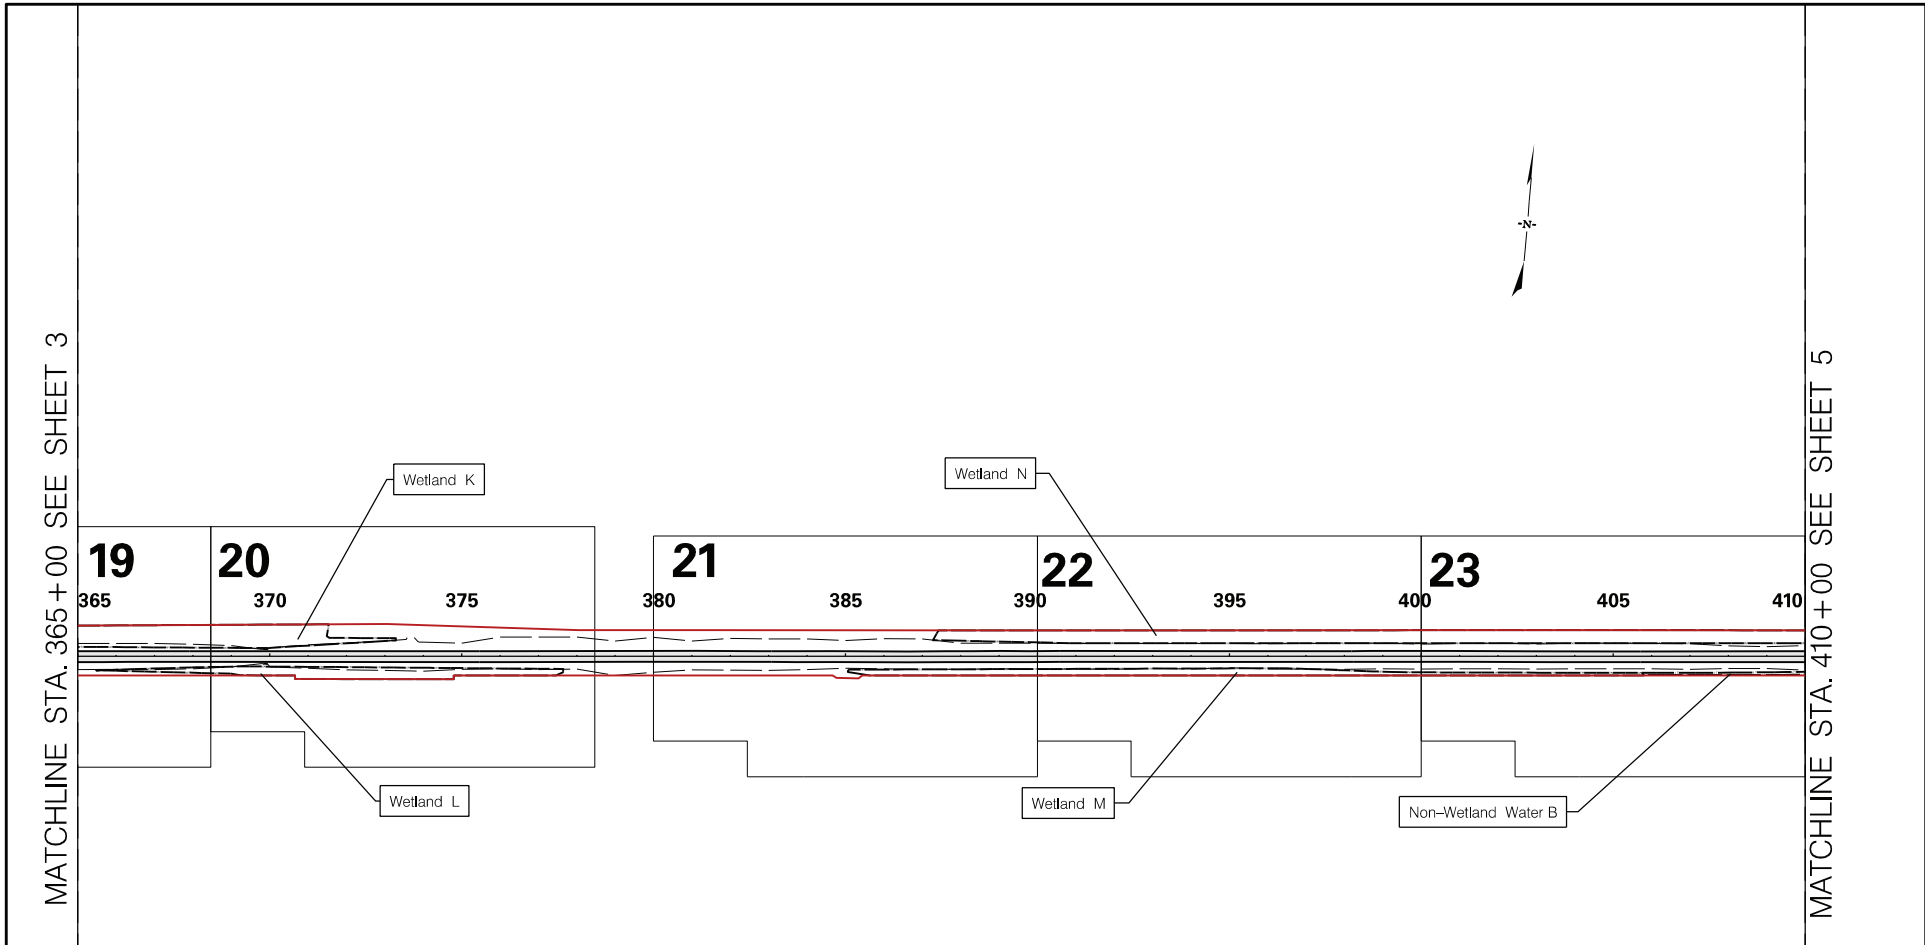 MATCHLINE STA. 365+00 SEE SHEET 3
-N-
Wetland K
Wetland N
19
20
21
22
23
365
370
375
380
385
390
395
400
405
410
Wetland L
Wetland M
Non-Wetland Water B
MATCHLINE STA. 410+00 SEE SHEET 5